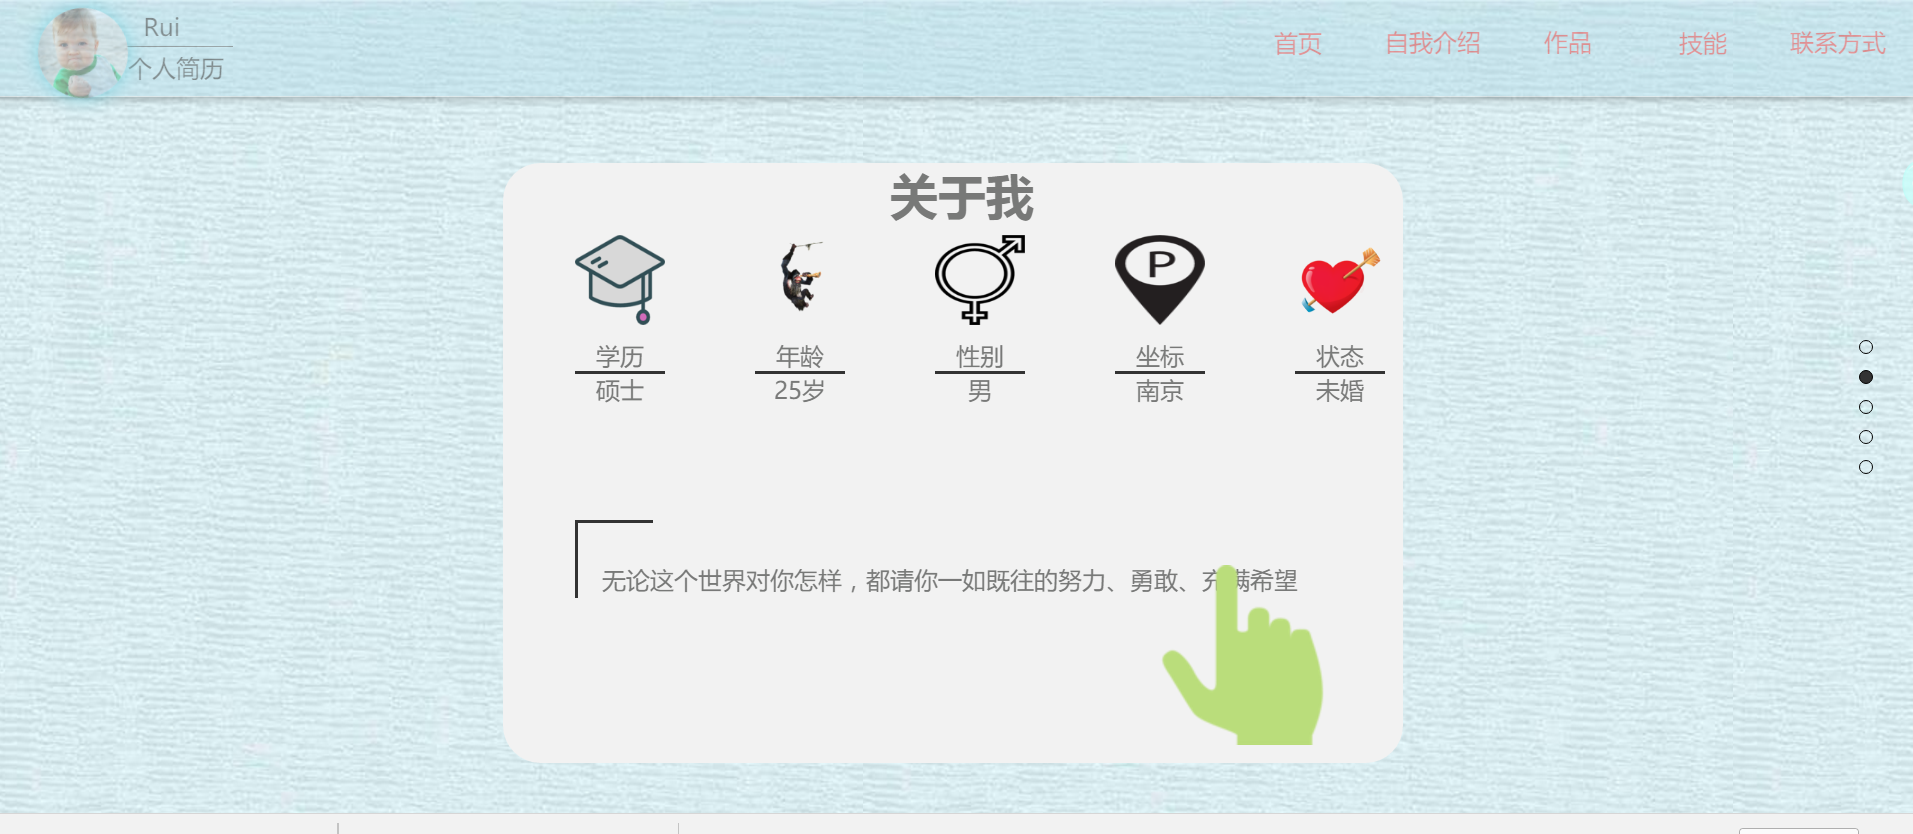 Rui
个人简历
首页 自我介绍 作品 技能 联系方式
关于我
P
学历 年龄 性别 坐标 状态
硕士 25岁 男 南京 未婚
无论这个世界对你怎样，都请你一如既往的努力、勇敢、充满希望